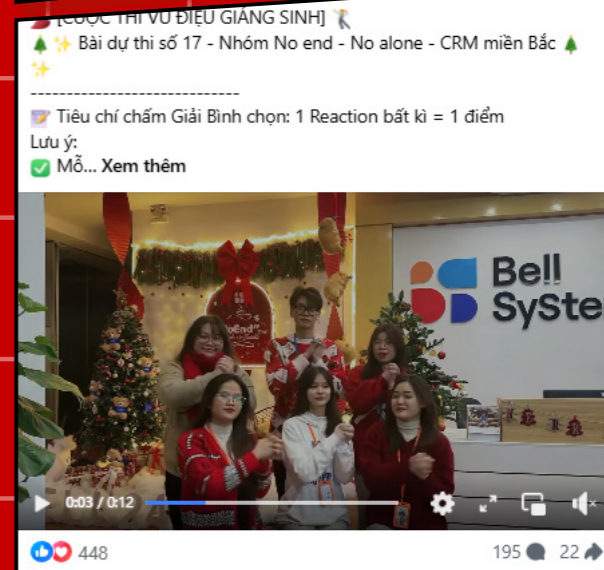 [CUỘC THI VŨ ĐIỆU GIÁNG SINH]
Bài dự thi số 17 - Nhóm No end - No alone - CRM miền Bắc
-----------------------------
Tiêu chí chấm Giải Bình chọn: 1 Reaction bất kì = 1 điểm
Lưu ý:
Mỗ... Xem thêm
Bell
SySte
NoEnd
0:03 / 0:12
448
195
22